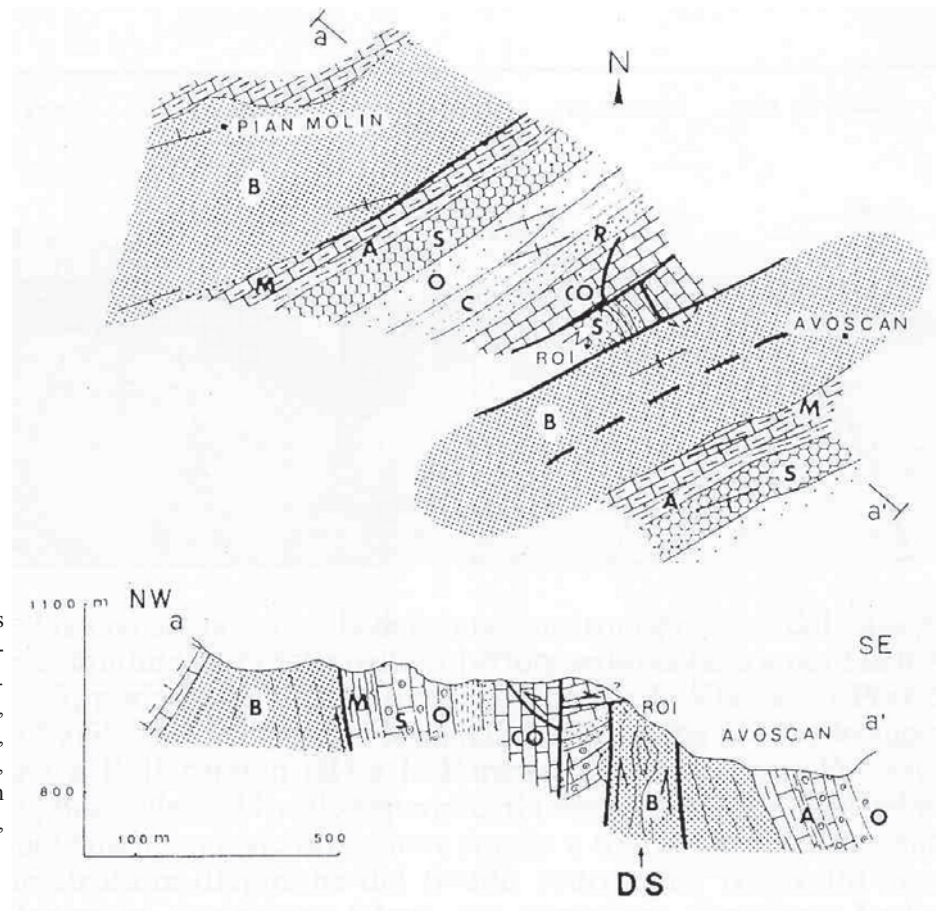 a
N
PIAN MOLIN
B
S
A
M
O
R
C
CO
S
ROI
AVOSCAN
B
M
A
S
a'
1100 m
NW
a
SE
B
M
S
O
CO
ROI
AVOSCAN
a'
800
B
A
O
100 m
500
DS